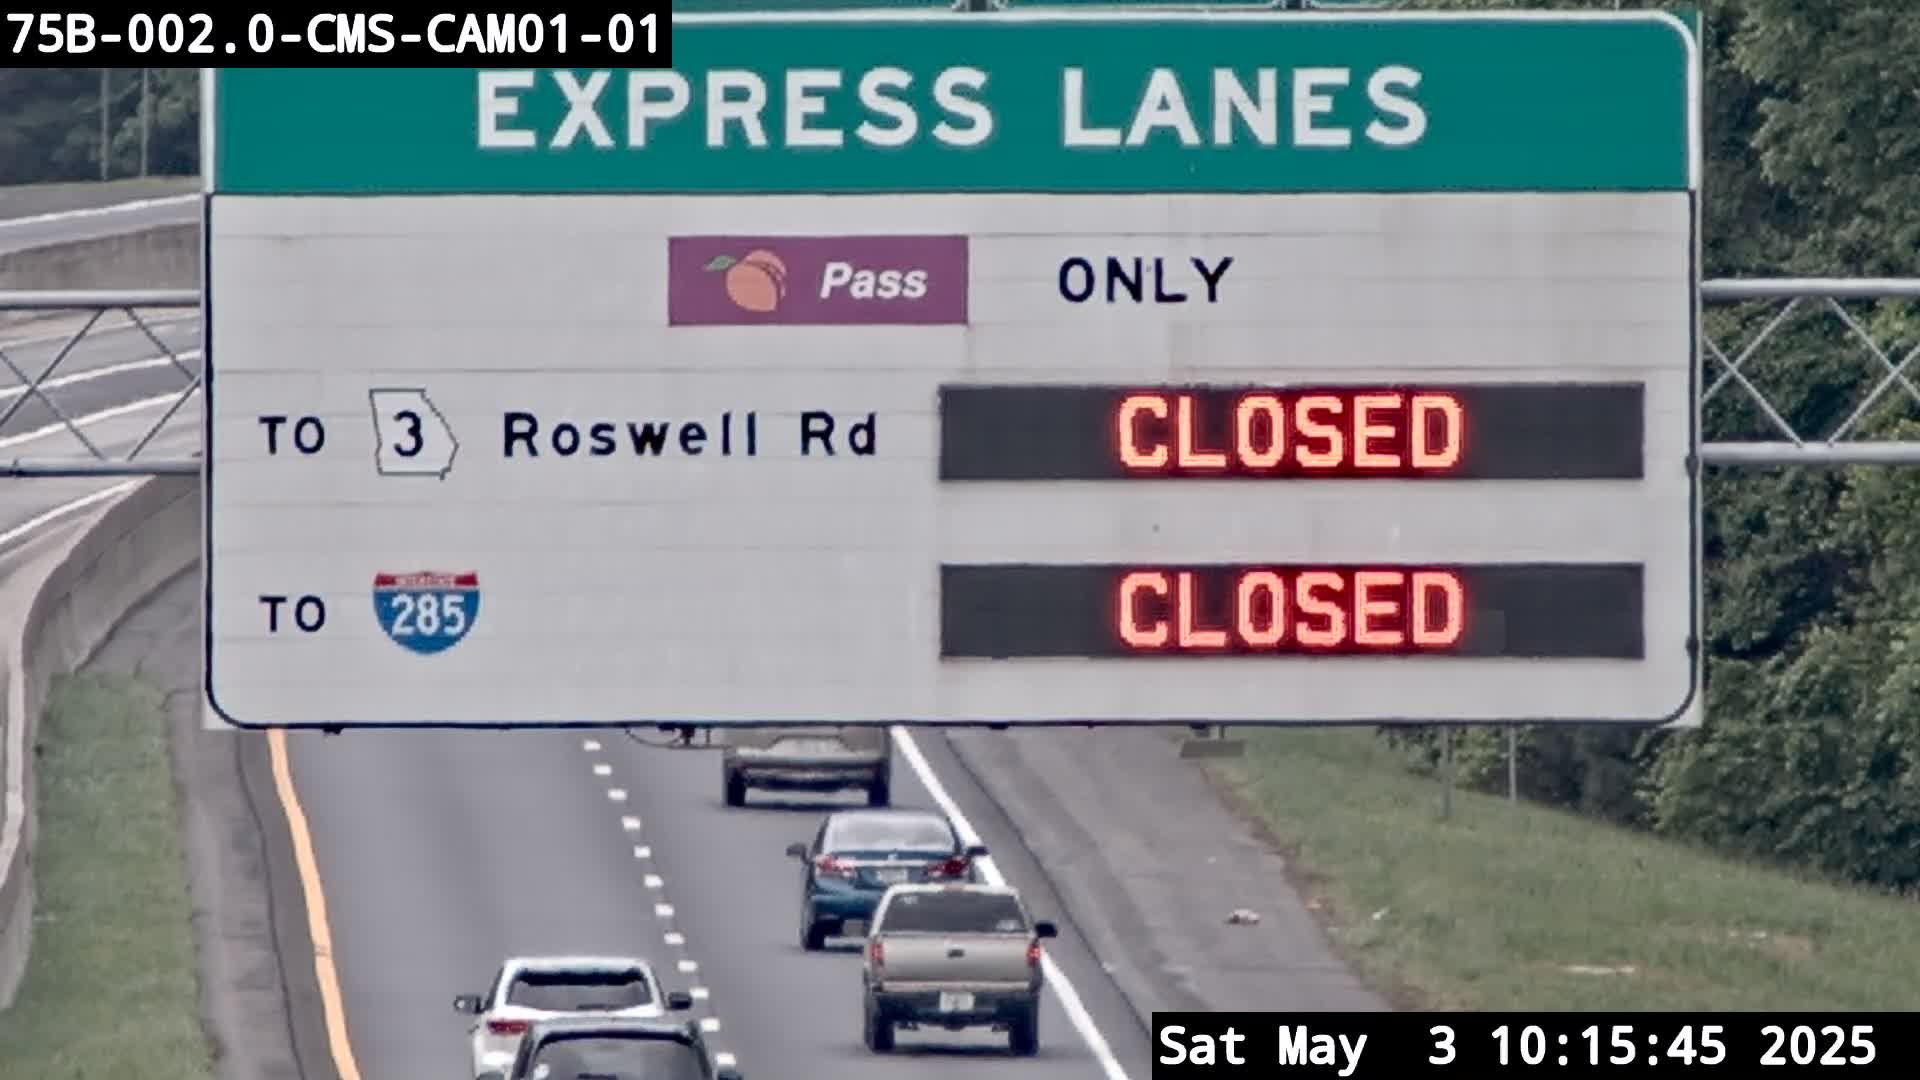 75B-002.0-CMS-CAM01-01
EXPRESS LANES
Pass ONLY
TO 3 Roswell Rd CLOSED
TO 285 CLOSED
Sat May 3 10:15:45 2025